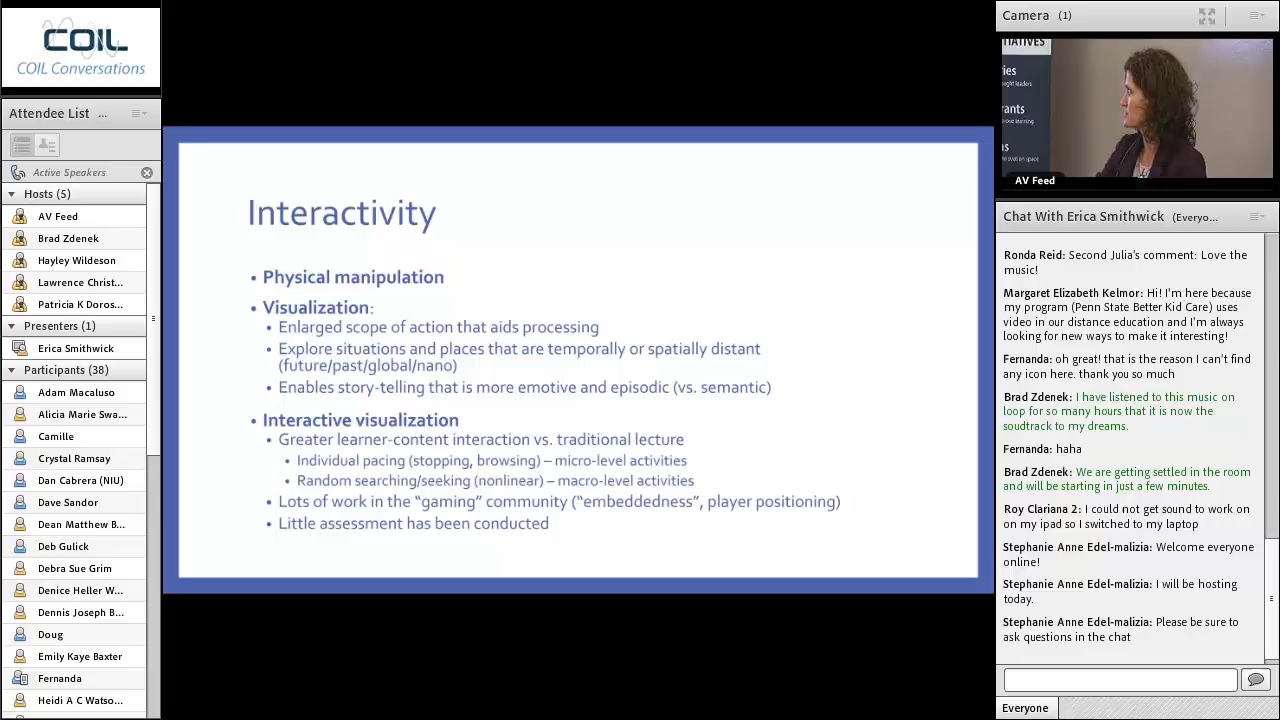 COIL
COIL Conversations
Attendee List ...
Active Speakers
Hosts (5)
AV Feed
Brad Zdenek
Hayley Wildeson
Lawrence Christ...
Patricia K Doros...
Presenters (1)
Erica Smithwick
Participants (38)
Adam Macaluso
Alicia Marie Swa...
Camille
Crystal Ramsay
Dan Cabrera (NIU)
Dave Sandor
Dean Matthew B...
Deb Gulick
Debra Sue Grim
Denice Heller W...
Dennis Joseph B...
Doug
Emily Kaye Baxter
Fernanda
Heidi A C Watso...
Interactivity
• Physical manipulation
• Visualization:
• Enlarged scope of action that aids processing
• Explore situations and places that are temporally or spatially distant
(future/past/global/nano)
• Enables story-telling that is more emotive and episodic (vs. semantic)
• Interactive visualization
• Greater learner-content interaction vs. traditional lecture
• Individual pacing (stopping, browsing) – micro-level activities
• Random searching/seeking (nonlinear) – macro-level activities
• Lots of work in the “gaming” community (“embeddedness”, player positioning)
• Little assessment has been conducted
Camera (1)
AV Feed
Chat With Erica Smithwick (Everyo...
Ronda Reid: Second Julia's comment: Love the
music!
Margaret Elizabeth Kelmor: Hi! I'm here because
my program (Penn State Better Kid Care) uses
video in our distance education and I'm always
looking for new ways to make it interesting!
Fernanda: oh great! that is the reason I can't find
any icon here. thank you so much
Brad Zdenek: I have listened to this music on
loop for so many hours that it is now the
soudtrack to my dreams.
Fernanda: haha
Brad Zdenek: We are getting settled in the room
and will be starting in just a few minutes.
Roy Clariana 2: I could not get sound to work on
on my ipad so I switched to my laptop
Stephanie Anne Edel-malizia: Welcome everyone
online!
Stephanie Anne Edel-malizia: I will be hosting
today.
Stephanie Anne Edel-malizia: Please be sure to
ask questions in the chat
Everyone